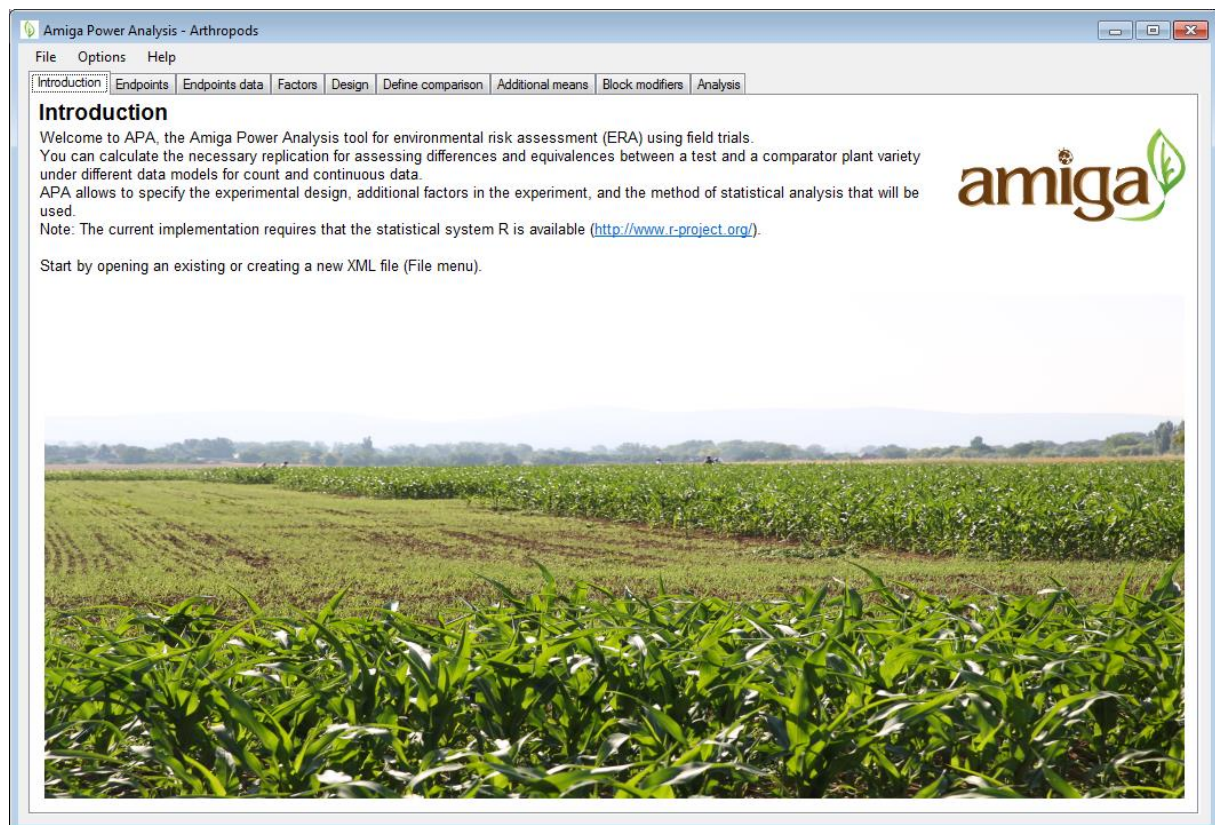 Amiga Power Analysis - Arthropods
File Options Help
Introduction Endpoints Endpoints data Factors Design Define comparison Additional means Block modifiers Analysis
Introduction
Welcome to APA, the Amiga Power Analysis tool for environmental risk assessment (ERA) using field trials.
You can calculate the necessary replication for assessing differences and equivalences between a test and a comparator plant variety
under different data models for count and continuous data.
APA allows to specify the experimental design, additional factors in the experiment, and the method of statistical analysis that will be
used.
Note: The current implementation requires that the statistical system R is available (http://www.r-project.org/).
Start by opening an existing or creating a new XML file (File menu).
amiga